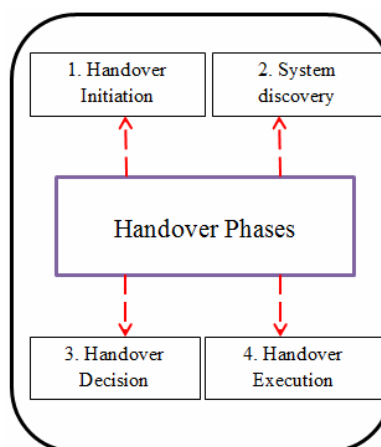 1. Handover
Initiation
2. System
discovery
Handover Phases
3. Handover
Decision
4. Handover
Execution